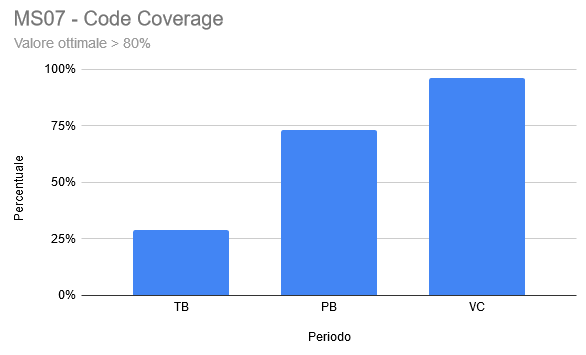 MS07 - Code Coverage
Valore ottimale > 80%
100%
75%
50%
25%
0%
Percentuale
TB
PB
VC
Periodo